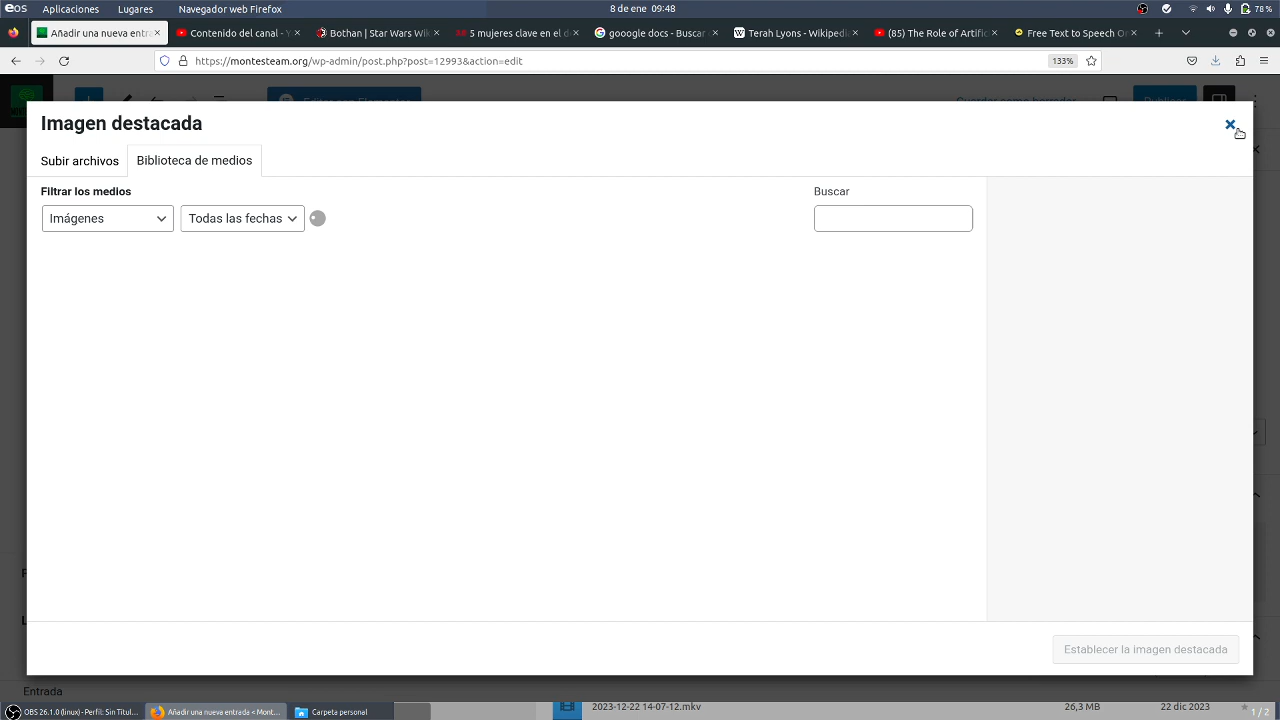 eos Aplicaciones Lugares Navegador web Firefox 8 de ene 09:48 78 %
Añadir una nueva entra Contenido del canal - Y Bothan | Star Wars Wi 5 mujeres clave en el d gooogle docs - Buscar Terah Lyons - Wikipedi (85) The Role of Artific Free Text to Speech O
https://montesteam.org/wp-admin/post.php?post=12993&action=edit 133%
Imagen destacada
Subir archivos Biblioteca de medios
Filtrar los medios Buscar
Imágenes Todas las fechas
Establecer la imagen destacada
Entrada
OBS 26.1.0 (linux) - Perfil: Sin Titul... Añadir una nueva entrada < Mont... Carpeta personal 2023-12-22 14-07-12.mkv 26,3 MB 22 dic 2023 1 / 2